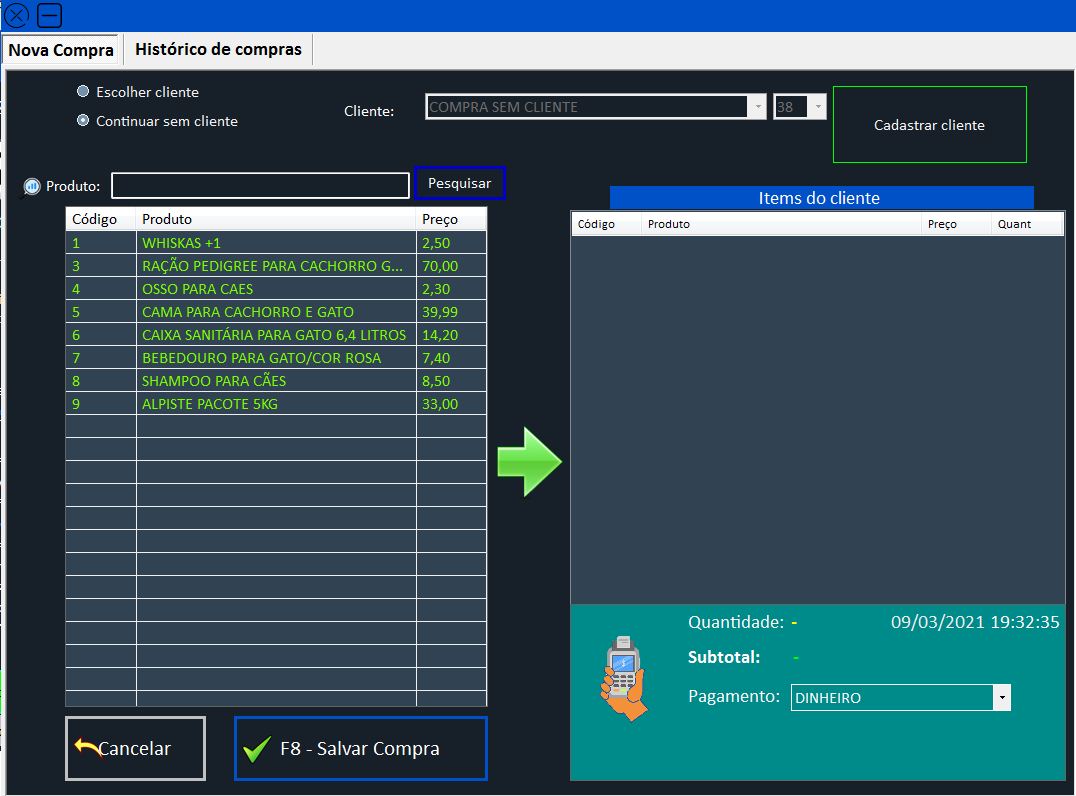 Nova Compra Histórico de compras
Escolher cliente
Continuar sem cliente
Cliente: COMPRA SEM CLIENTE 38
Cadastrar cliente
Produto: Pesquisar
Código Produto Preço
1 WHISKAS +1 2,50
3 RAÇÃO PEDIGREE PARA CACHORRO G... 70,00
4 OSSO PARA CAES 2,30
5 CAMA PARA CACHORRO E GATO 39,99
6 CAIXA SANITÁRIA PARA GATO 6,4 LITROS 14,20
7 BEBEDOURO PARA GATO/COR ROSA 7,40
8 SHAMPOO PARA CÃES 8,50
9 ALPISTE PACOTE 5KG 33,00
Cancelar
F8 - Salvar Compra
Items do cliente
Código Produto Preço Quant
Quantidade: - 09/03/2021 19:32:35
Subtotal: -
Pagamento: DINHEIRO